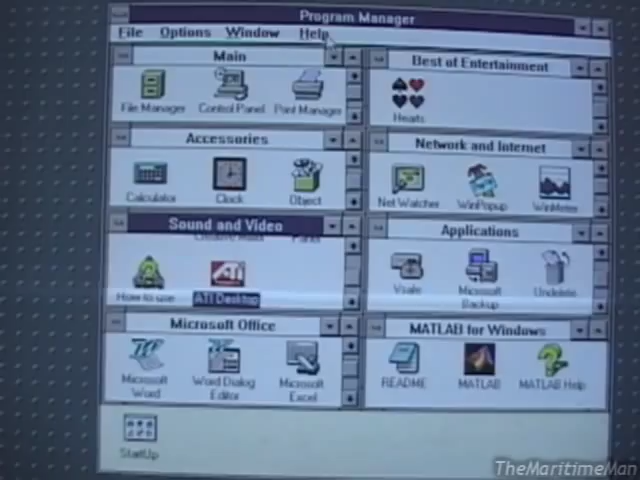 Program Manager
File Options Window Help
Main
File Manager Control Panel Print Manager
Best of Entertainment
Hearts
Accessories
Calculator Clock Object
Network and Internet
Net Watcher WinPopup WinMeter
Sound and Video
Panel
How to use ATI Desktop
ATI
Applications
Vsafe Microsoft Backup Undelete
Microsoft Office
Microsoft Word Word Dialog Editor Microsoft Excel
MATLAB for Windows
README MATLAB MATLAB Help
StartUp
TheMaritimeMan